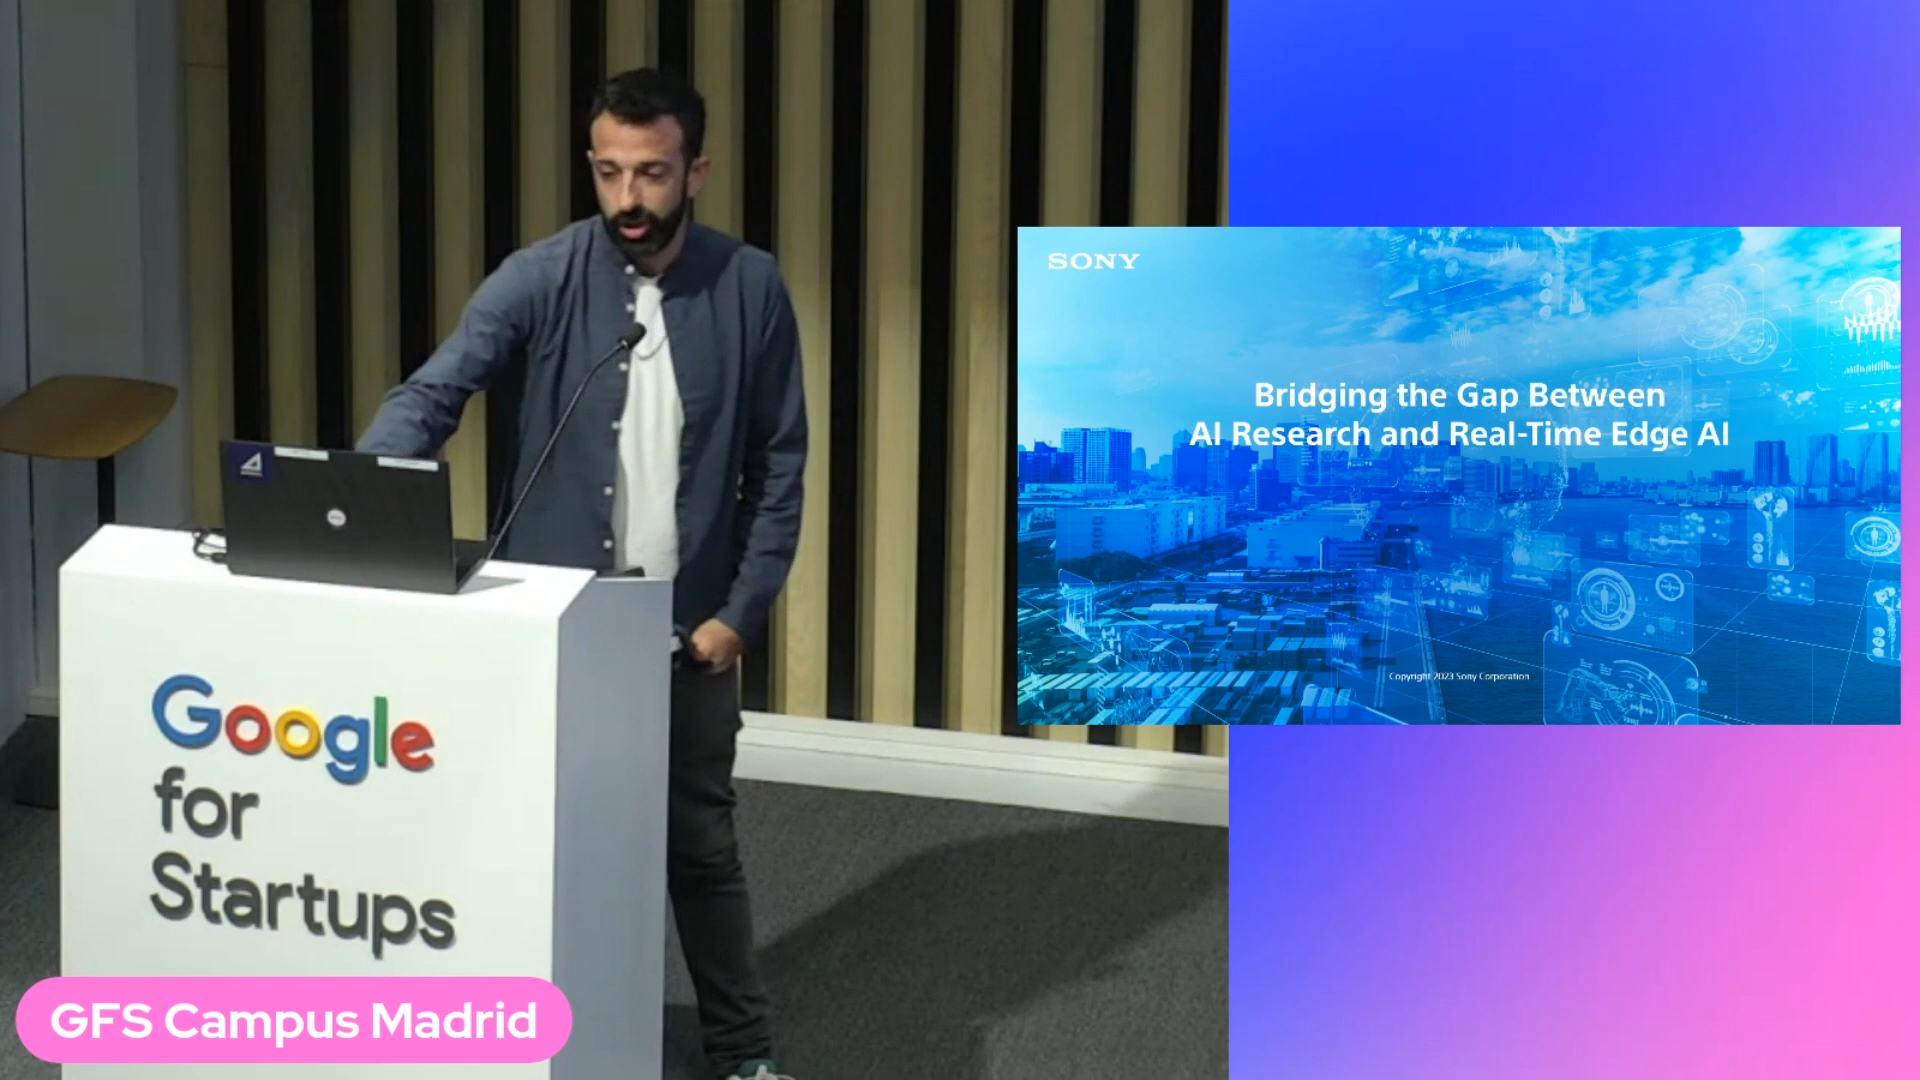 Google
for
Startups
GFS Campus Madrid
SONY
Bridging the Gap Between
AI Research and Real-Time Edge AI
Copyright 2023 Sony Corporation